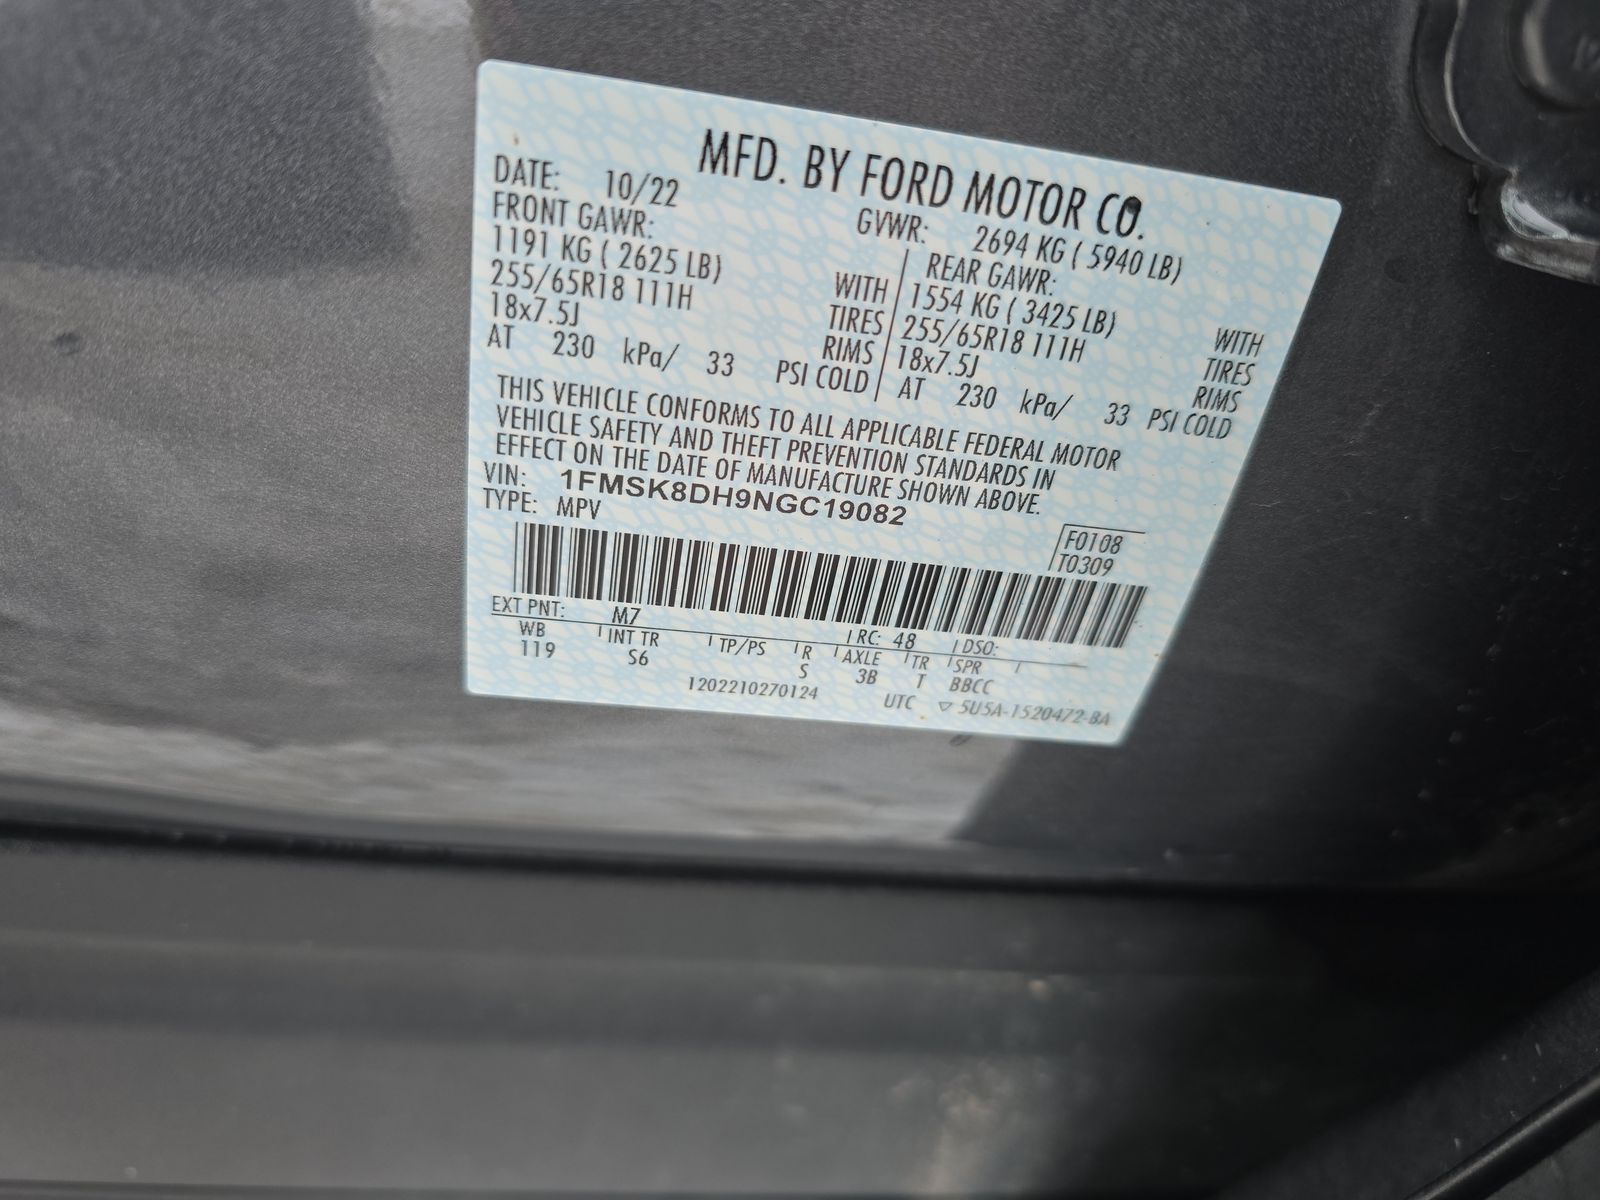 MFD. BY FORD MOTOR CO.
DATE: 10/22 GVWR: 2694 KG ( 5940 LB)
FRONT GAWR: REAR GAWR:
1191 KG ( 2625 LB) WITH 1554 KG ( 3425 LB) WITH
255/65R18 111H TIRES 255/65R18 111H TIRES
18x7.5J RIMS 18x7.5J RIMS
AT 230 kPa/ 33 PSI COLD AT 230 kPa/ 33 PSI COLD
THIS VEHICLE CONFORMS TO ALL APPLICABLE FEDERAL MOTOR
VEHICLE SAFETY AND THEFT PREVENTION STANDARDS IN
EFFECT ON THE DATE OF MANUFACTURE SHOWN ABOVE.
VIN: 1FMSK8DH9NGC19082
TYPE: MPV
F0108
T0309
EXT PNT: M7 RC: 48 DSO:
WB INT TR TP/PS R AXLE TR SPR
119 S6 S 3B T BBCC
1202210270124 UTC ▽ 5U5A-1520472-BA